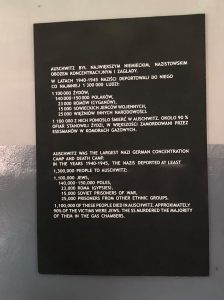 AUSCHWITZ BYŁ NAJWIĘKSZYM NIEMIECKIM, NAZISTOWSKIM
OBOZEM KONCENTRACYJNYM I ZAGŁADY.
W LATACH 1940-1945 NAZIŚCI DEPORTOWALI DO NIEGO
CO NAJMNIEJ 1 300 000 LUDZI:
1 100 000 ŻYDÓW,
140 000-150 000 POLAKÓW,
23 000 ROMÓW (CYGANÓW),
15 000 SOWIECKICH JEŃCÓW WOJENNYCH,
25 000 WIĘŹNIÓW INNYCH NARODOWOŚCI.
1 100 000 Z NICH PONIOSŁO ŚMIERĆ W AUSCHWITZ. OKOŁO 90 %
OFIAR STANOWILI ŻYDZI, W WIĘKSZOŚCI ZAMORDOWANI PRZEZ
ESESMANÓW W KOMORACH GAZOWYCH.
AUSCHWITZ WAS THE LARGEST NAZI GERMAN CONCENTRATION
CAMP AND DEATH CAMP.
IN THE YEARS 1940-1945, THE NAZIS DEPORTED AT LEAST
1,300,000 PEOPLE TO AUSCHWITZ:
1,100,000 JEWS,
140,000-150,000 POLES,
23,000 ROMA (GYPSIES),
15,000 SOVIET PRISONERS OF WAR,
25,000 PRISONERS FROM OTHER ETHNIC GROUPS.
1,100,000 OF THESE PEOPLE DIED IN AUSCHWITZ. APPROXIMATELY
90% OF THE VICTIMS WERE JEWS. THE SS MURDERED THE MAJORITY
OF THEM IN THE GAS CHAMBERS.